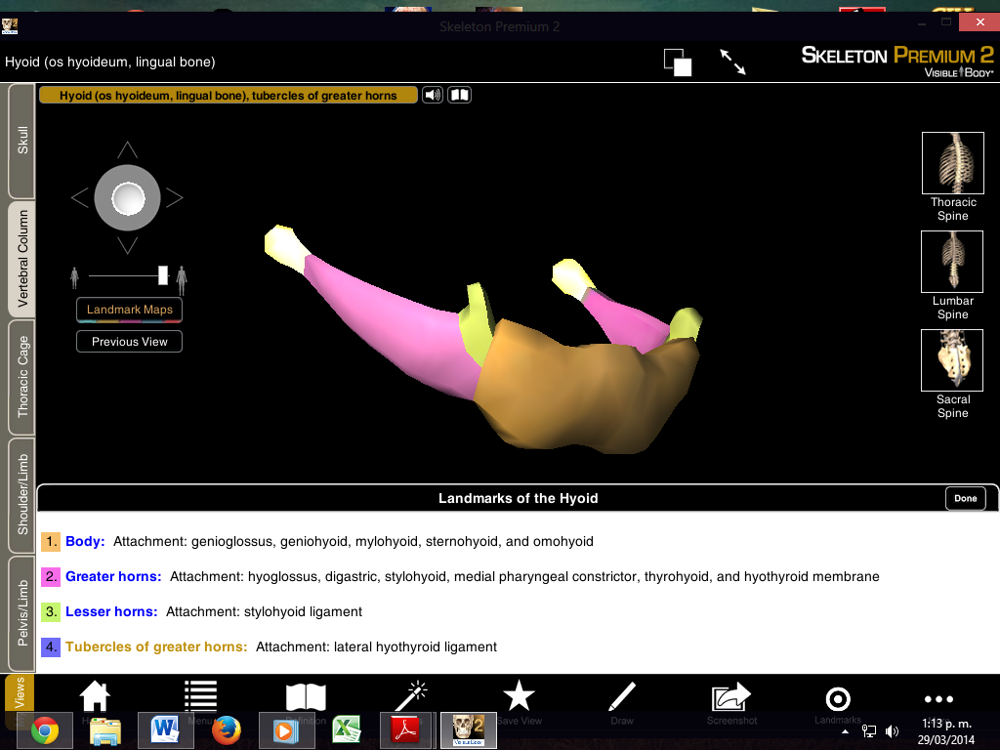 Skeleton Premium 2
Hyoid (os hyoideum, lingual bone)
SKELETON PREMIUM 2
VISIBLE BODY
Hyoid (os hyoideum, lingual bone), tubercles of greater horns
Skull
Vertebral Column
Thoracic Cage
Shoulder/Limb
Pelvis/Limb
Views
Landmark Maps
Previous View
Thoracic
Spine
Lumbar
Spine
Sacral
Spine
Landmarks of the Hyoid
Done
1. Body: Attachment: genioglossus, geniohyoid, mylohyoid, sternohyoid, and omohyoid
2. Greater horns: Attachment: hyoglossus, digastric, stylohyoid, medial pharyngeal constrictor, thyrohyoid, and hyothyroid membrane
3. Lesser horns: Attachment: stylohyoid ligament
4. Tubercles of greater horns: Attachment: lateral hyothyroid ligament
Menu
Definition
Save View
Draw
Screenshot
Landmarks
1:13 p. m.
29/03/2014